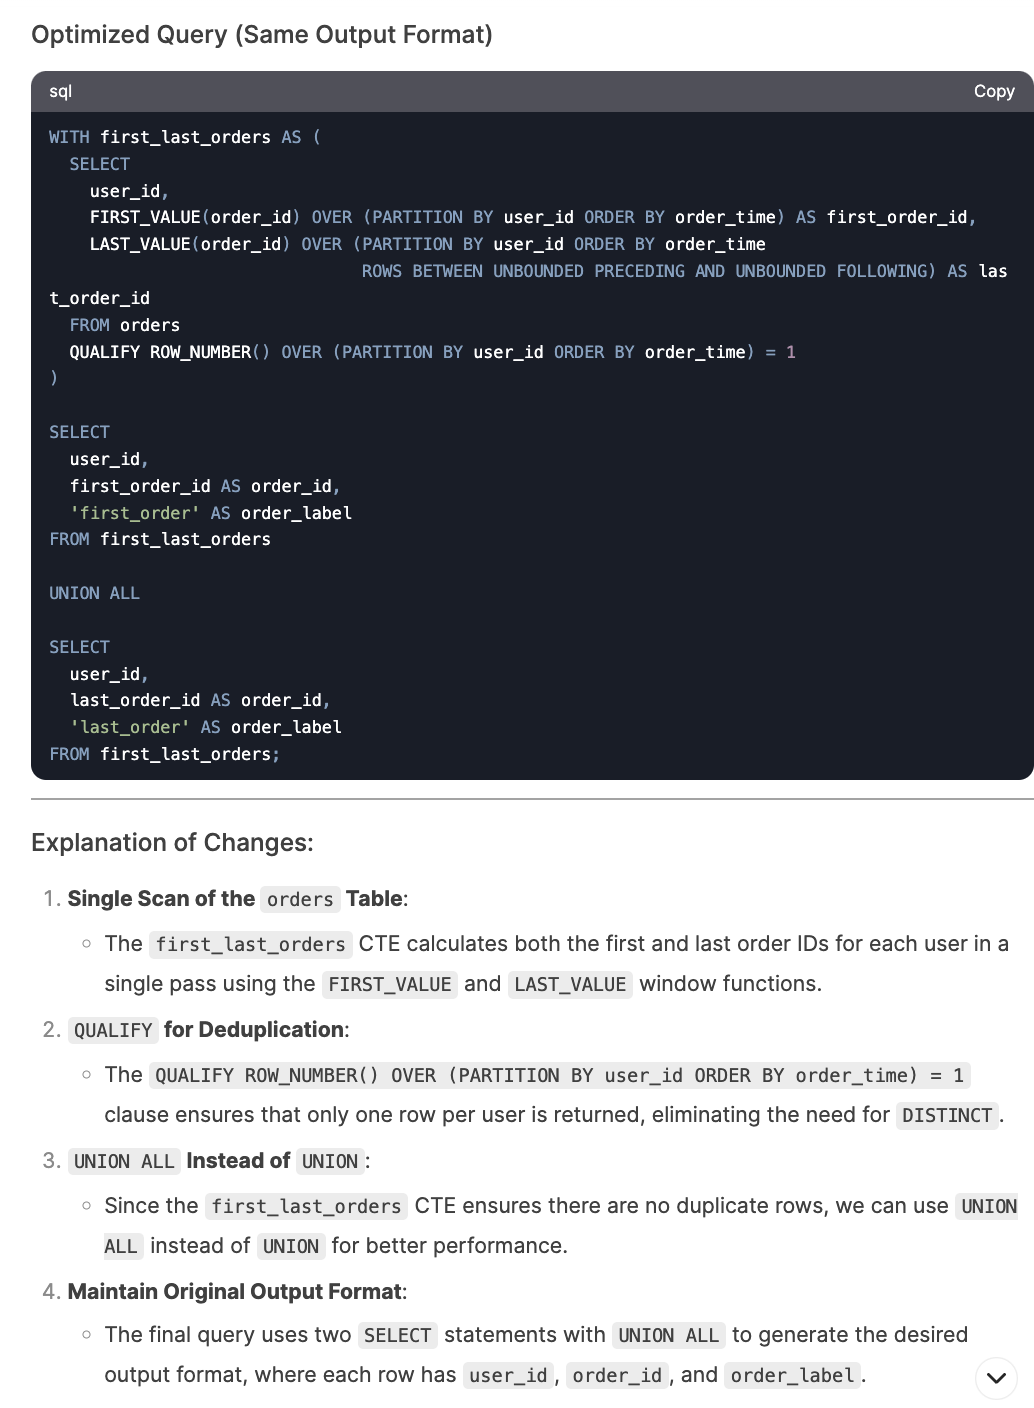 Optimized Query (Same Output Format)
sql Copy
WITH first_last_orders AS (
  SELECT
    user_id,
    FIRST_VALUE(order_id) OVER (PARTITION BY user_id ORDER BY order_time) AS first_order_id,
    LAST_VALUE(order_id) OVER (PARTITION BY user_id ORDER BY order_time
                               ROWS BETWEEN UNBOUNDED PRECEDING AND UNBOUNDED FOLLOWING) AS las
t_order_id
  FROM orders
  QUALIFY ROW_NUMBER() OVER (PARTITION BY user_id ORDER BY order_time) = 1
)
SELECT
  user_id,
  first_order_id AS order_id,
  'first_order' AS order_label
FROM first_last_orders
UNION ALL
SELECT
  user_id,
  last_order_id AS order_id,
  'last_order' AS order_label
FROM first_last_orders;
Explanation of Changes:
1. Single Scan of the orders Table:
○ The first_last_orders CTE calculates both the first and last order IDs for each user in a
single pass using the FIRST_VALUE and LAST_VALUE window functions.
2. QUALIFY for Deduplication:
○ The QUALIFY ROW_NUMBER() OVER (PARTITION BY user_id ORDER BY order_time) = 1
clause ensures that only one row per user is returned, eliminating the need for DISTINCT.
3. UNION ALL Instead of UNION:
○ Since the first_last_orders CTE ensures there are no duplicate rows, we can use UNION
ALL instead of UNION for better performance.
4. Maintain Original Output Format:
○ The final query uses two SELECT statements with UNION ALL to generate the desired
output format, where each row has user_id, order_id, and order_label.